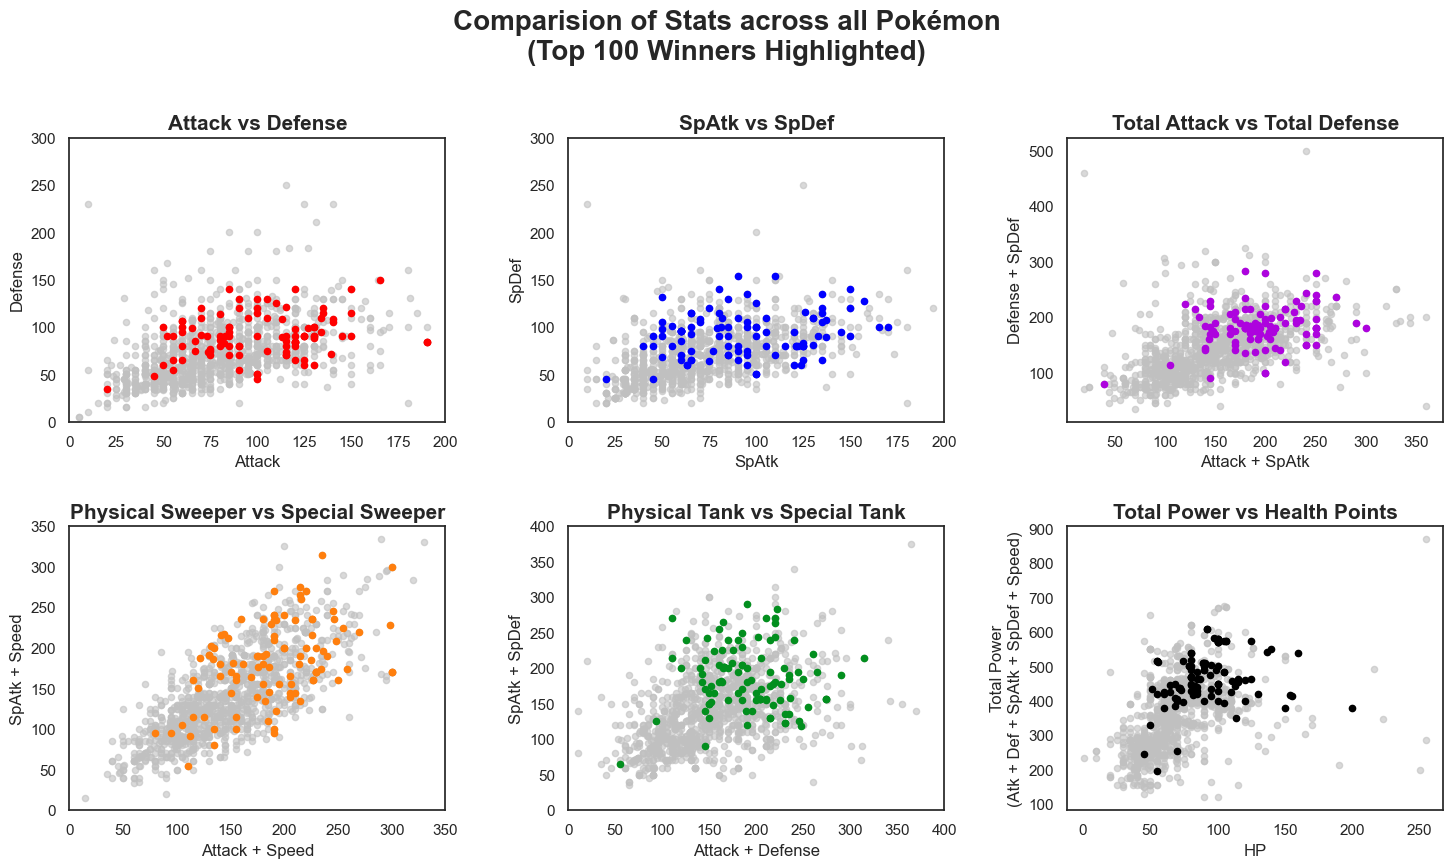 Comparision of Stats across all Pokémon
(Top 100 Winners Highlighted)
Attack vs Defense
300
250
200
150
100
50
0
Defense
0 25 50 75 100 125 150 175 200
Attack
SpAtk vs SpDef
300
250
200
150
100
50
0
SpDef
0 25 50 75 100 125 150 175 200
SpAtk
Total Attack vs Total Defense
500
400
300
200
100
Defense + SpDef
50 100 150 200 250 300 350
Attack + SpAtk
Physical Sweeper vs Special Sweeper
350
300
250
200
150
100
50
0
SpAtk + Speed
0 50 100 150 200 250 300 350
Attack + Speed
Physical Tank vs Special Tank
400
350
300
250
200
150
100
50
0
SpAtk + SpDef
0 50 100 150 200 250 300 350 400
Attack + Defense
Total Power vs Health Points
900
800
700
600
500
400
300
200
100
Total Power
(Atk + Def + SpAtk + SpDef + Speed)
0 50 100 150 200 250
HP